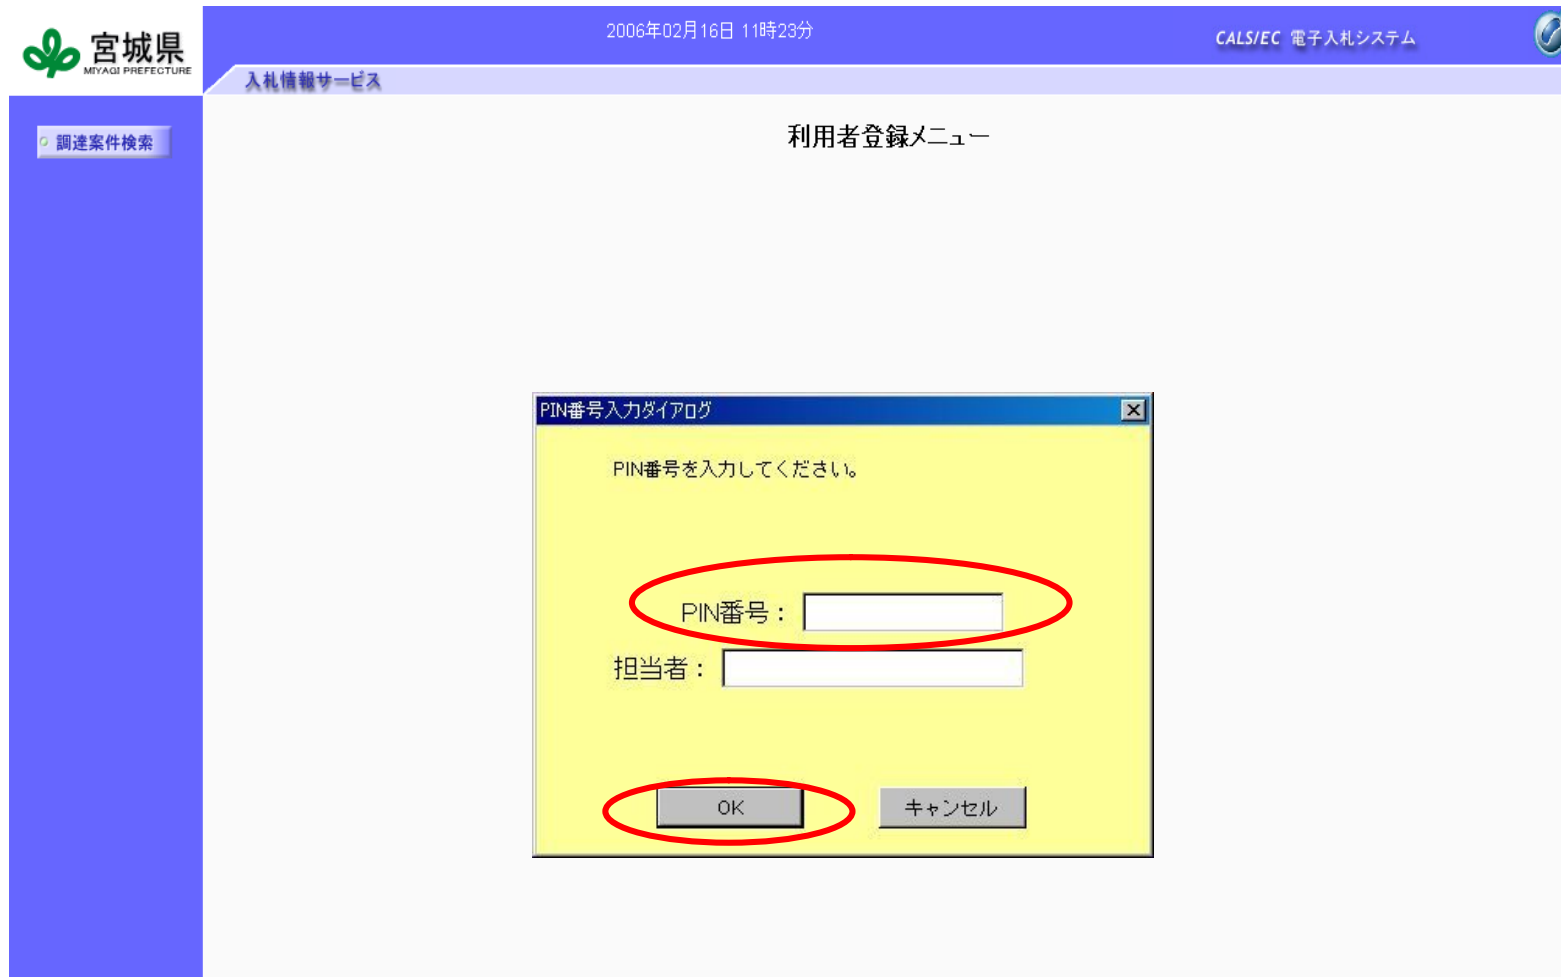 宮城県
MIYAGI PREFECTURE
2006年02月16日 11時23分
CALS/EC 電子入札システム
入札情報サービス
調達案件検索
利用者登録メニュー
PIN番号入力ダイアログ
PIN番号を入力してください。
PIN番号：
担当者：
OK
キャンセル